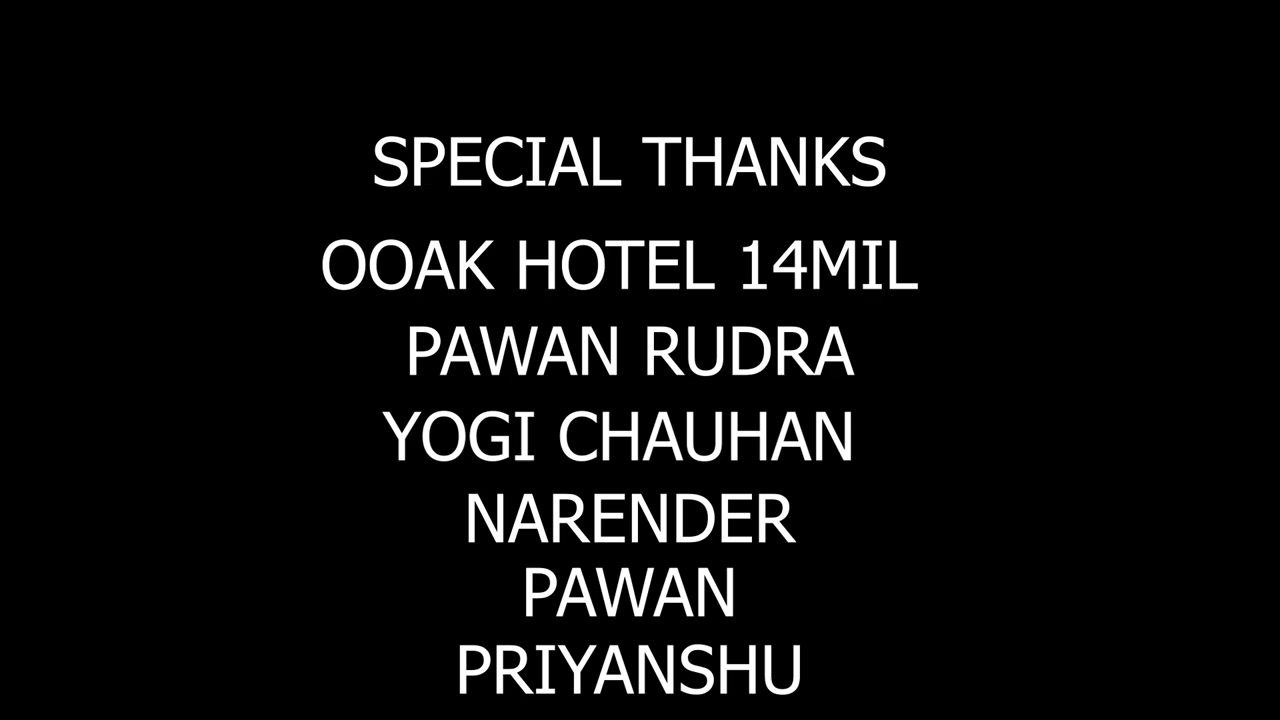 SPECIAL THANKS
OOAK HOTEL 14MIL
PAWAN RUDRA
YOGI CHAUHAN
NARENDER
PAWAN
PRIYANSHU